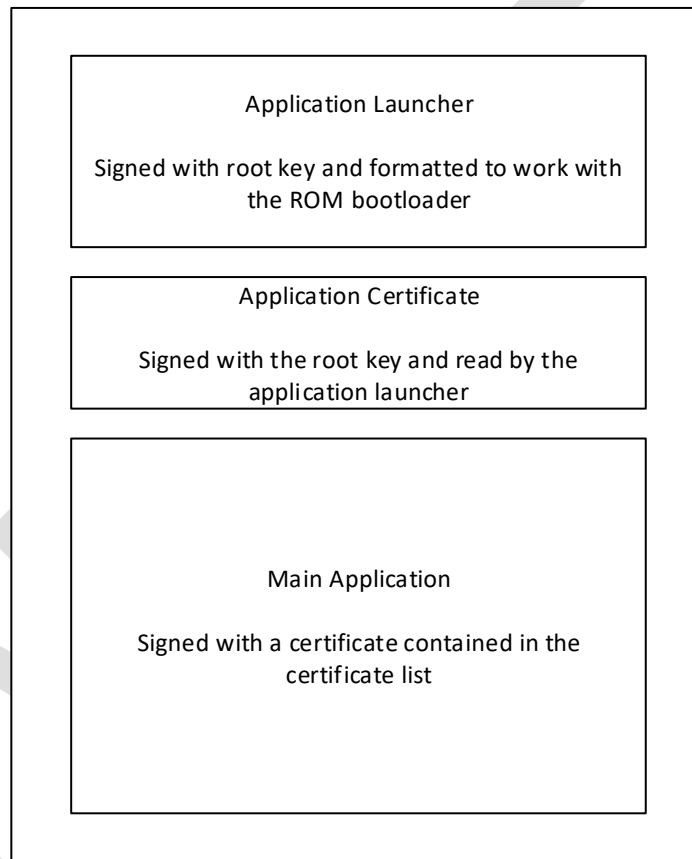 Application Launcher
Signed with root key and formatted to work with
the ROM bootloader
Application Certificate
Signed with the root key and read by the
application launcher
Main Application
Signed with a certificate contained in the
certificate list